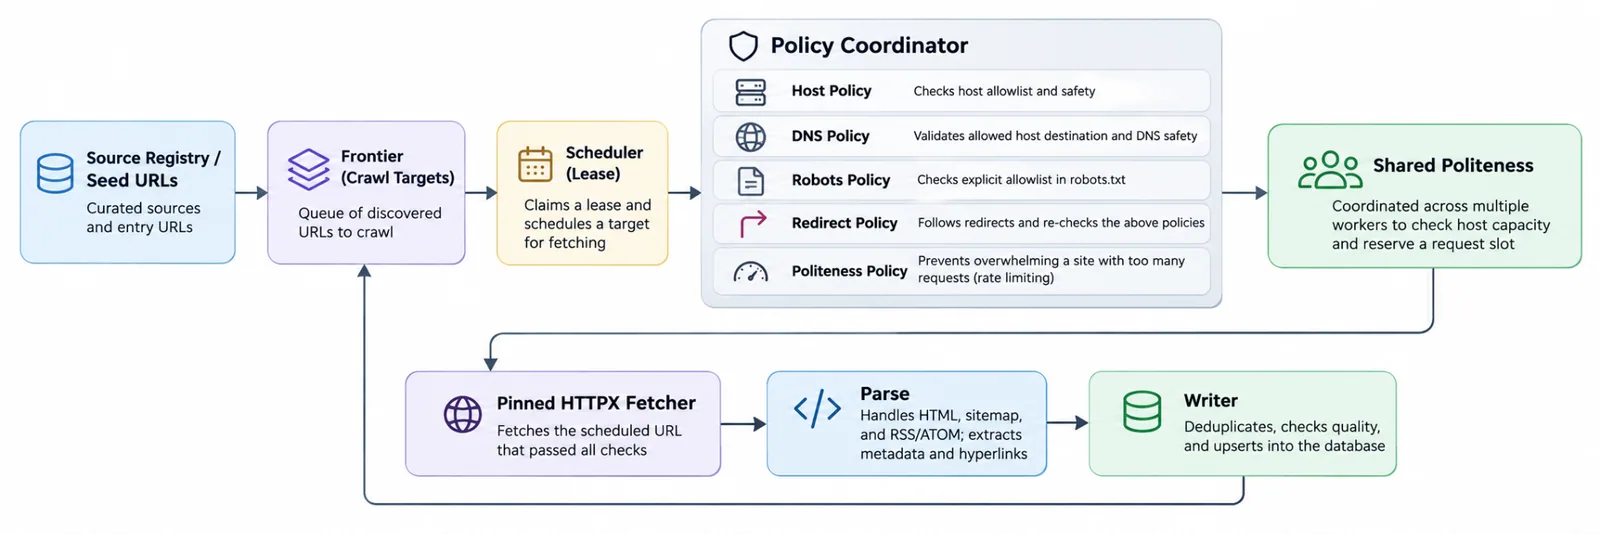 Source Registry /
Seed URLs
Curated sources
and entry URLs
Frontier
(Crawl Targets)
Queue of discovered
URLs to crawl
Scheduler
(Lease)
Claims a lease and
schedules a target
for fetching
Policy Coordinator
Host Policy Checks host allowlist and safety
DNS Policy Validates allowed host destination and DNS safety
Robots Policy Checks explicit allowlist in robots.txt
Redirect Policy Follows redirects and re-checks the above policies
Politeness Policy
Prevents overwhelming a site with too many
requests (rate limiting)
Shared Politeness
Coordinated across multiple
workers to check host capacity
and reserve a request slot
Pinned HTTPX Fetcher
Fetches the scheduled URL
that passed all checks
Parse
Handles HTML, sitemap,
and RSS/ATOM; extracts
metadata and hyperlinks
Writer
Deduplicates, checks quality,
and upserts into the database